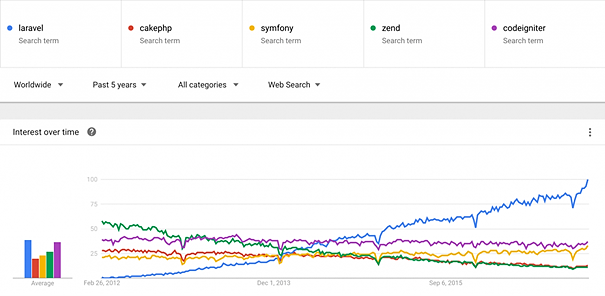 laravel cakephp symfony zend codeigniter
Search term Search term Search term Search term Search term
Worldwide Past 5 years All categories Web Search
Interest over time ?
100
75
50
25
Average Feb 26, 2012 Dec 1, 2013 Sep 6, 2015